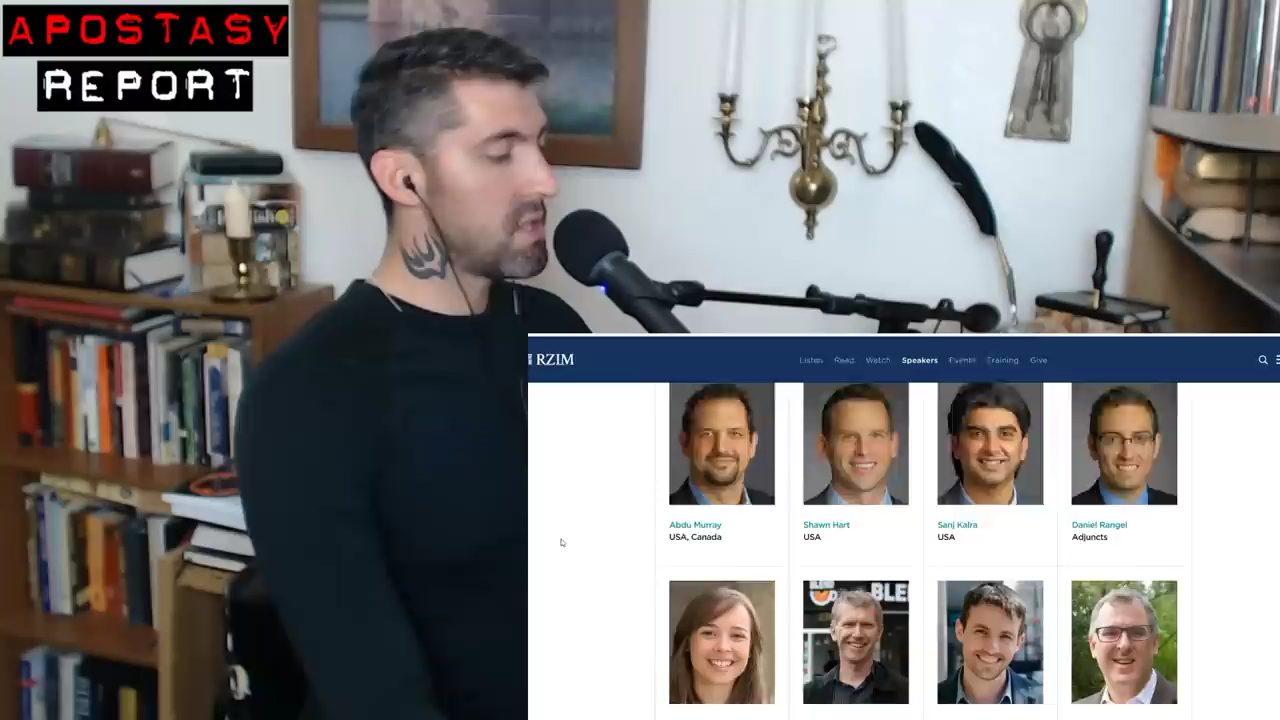 APOSTASY
REPORT
RZIM
Listen Read Watch Speakers Events Training Give
Abdu Murray
USA, Canada
Shawn Hart
USA
Sanj Kalra
USA
Daniel Rangel
Adjuncts
BLE